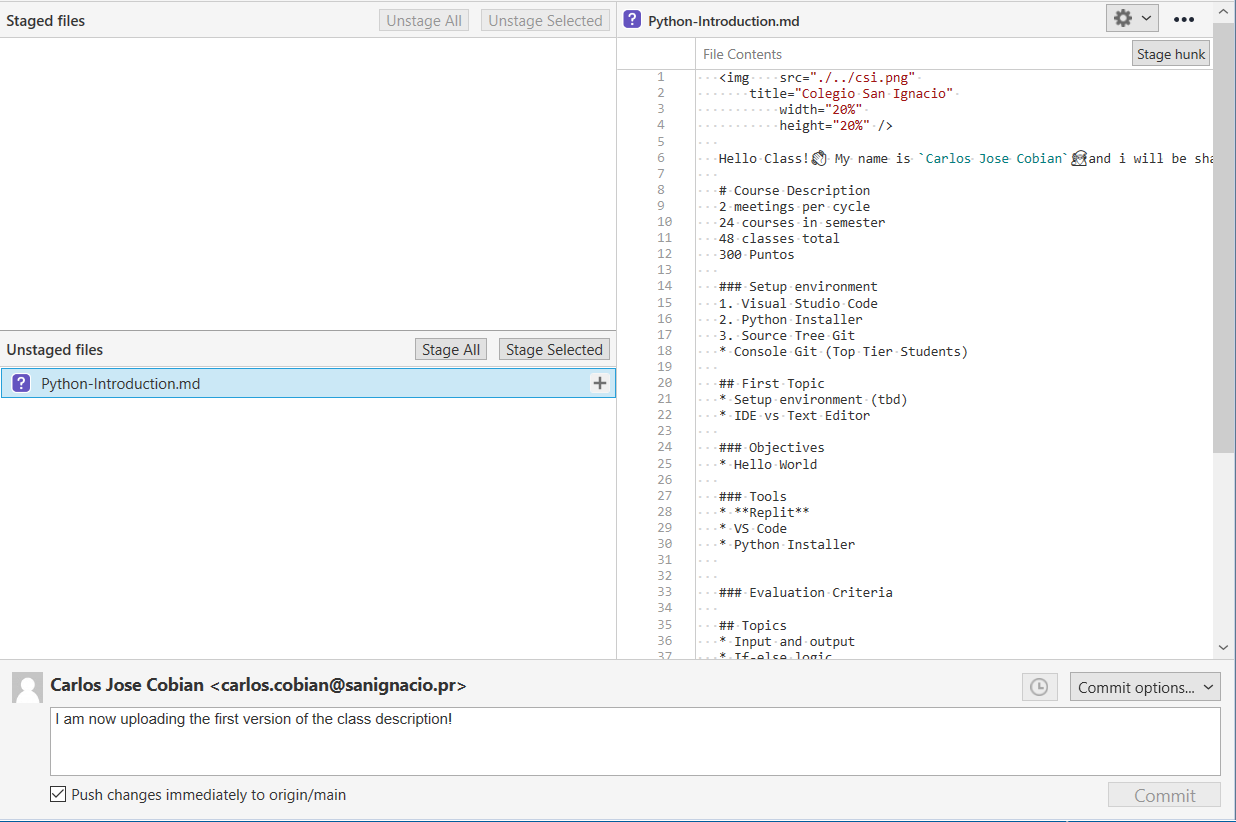 Staged files
Unstage All
Unstage Selected
Unstaged files
Stage All
Stage Selected
? Python-Introduction.md +
? Python-Introduction.md
File Contents
Stage hunk
1 <img src="./../csi.png"
2 title="Colegio San Ignacio"
3 width="20%"
4 height="20%" />
5
6 Hello Class! My name is `Carlos Jose Cobian` and i will be sha
7
8 # Course Description
9 2 meetings per cycle
10 24 courses in semester
11 48 classes total
12 300 Puntos
13
14 ### Setup environment
15 1. Visual Studio Code
16 2. Python Installer
17 3. Source Tree Git
18 * Console Git (Top Tier Students)
19
20 ## First Topic
21 * Setup environment (tbd)
22 * IDE vs Text Editor
23
24 ### Objectives
25 * Hello World
26
27 ### Tools
28 * **Replit**
29 * VS Code
30 * Python Installer
31
32
33 ### Evaluation Criteria
34
35 ## Topics
36 * Input and output
37 * If-else logic
Carlos Jose Cobian <carlos.cobian@sanignacio.pr>
Commit options...
I am now uploading the first version of the class description!
Push changes immediately to origin/main
Commit